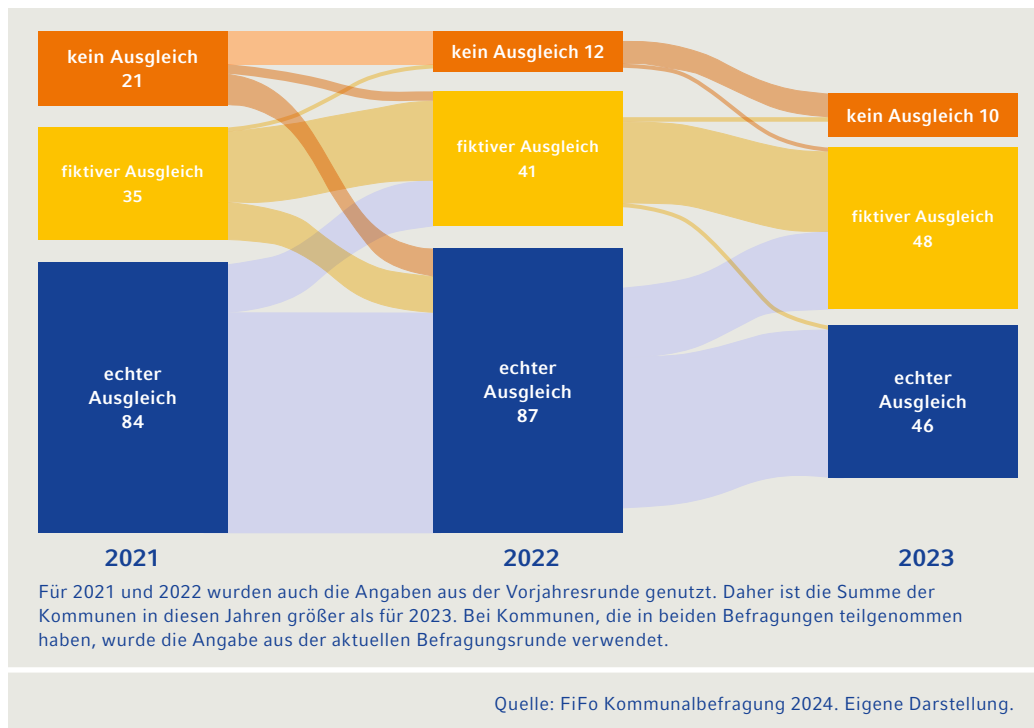 kein Ausgleich
21
fiktiver Ausgleich
35
echter
Ausgleich
84
kein Ausgleich 12
fiktiver Ausgleich
41
echter
Ausgleich
87
kein Ausgleich 10
fiktiver Ausgleich
48
echter
Ausgleich
46
2021
2022
2023
Für 2021 und 2022 wurden auch die Angaben aus der Vorjahresrunde genutzt. Daher ist die Summe der
Kommunen in diesen Jahren größer als für 2023. Bei Kommunen, die in beiden Befragungen teilgenommen
haben, wurde die Angabe aus der aktuellen Befragungsrunde verwendet.
Quelle: FiFo Kommunalbefragung 2024. Eigene Darstellung.